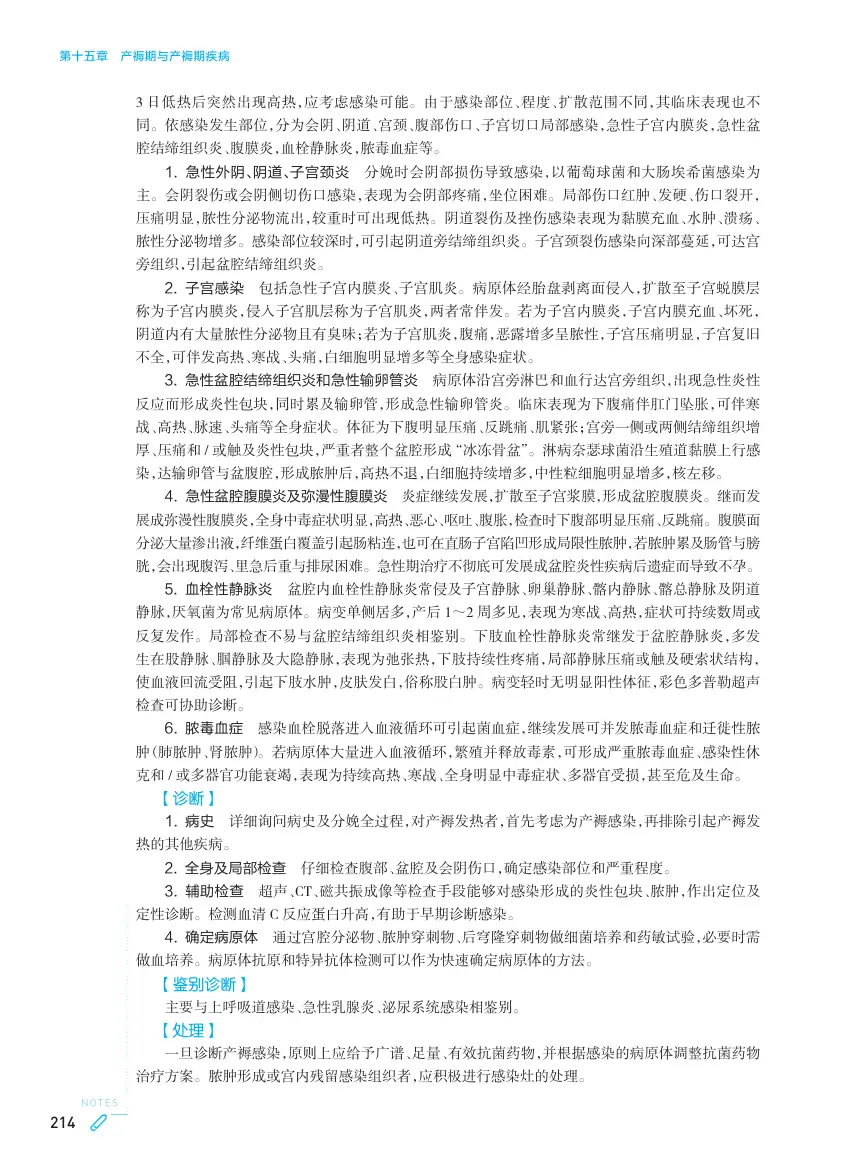 第十五章　产褥期与产褥期疾病
3 日低热后突然出现高热，应考虑感染可能。由于感染部位、程度、扩散范围不同，其临床表现也不
同。依感染发生部位，分为会阴、阴道、宫颈、腹部伤口、子宫切口局部感染，急性子宫内膜炎，急性盆
腔结缔组织炎、腹膜炎，血栓静脉炎，脓毒血症等。
1. 急性外阴、阴道、子宫颈炎　分娩时会阴部损伤导致感染，以葡萄球菌和大肠埃希菌感染为
主。会阴裂伤或会阴侧切伤口感染，表现为会阴部疼痛，坐位困难。局部伤口红肿、发硬、伤口裂开，
压痛明显，脓性分泌物流出，较重时可出现低热。阴道裂伤及挫伤感染表现为黏膜充血、水肿、溃疡、
脓性分泌物增多。感染部位较深时，可引起阴道旁结缔组织炎。子宫颈裂伤感染向深部蔓延，可达宫
旁组织，引起盆腔结缔组织炎。
2. 子宫感染　包括急性子宫内膜炎、子宫肌炎。病原体经胎盘剥离面侵入，扩散至子宫蜕膜层
称为子宫内膜炎，侵入子宫肌层称为子宫肌炎，两者常伴发。若为子宫内膜炎，子宫内膜充血、坏死，
阴道内有大量脓性分泌物且有臭味；若为子宫肌炎，腹痛，恶露增多呈脓性，子宫压痛明显，子宫复旧
不全，可伴发高热、寒战、头痛，白细胞明显增多等全身感染症状。
3. 急性盆腔结缔组织炎和急性输卵管炎　病原体沿宫旁淋巴和血行达宫旁组织，出现急性炎性
反应而形成炎性包块，同时累及输卵管，形成急性输卵管炎。临床表现为下腹痛伴肛门坠胀，可伴寒
战、高热、脉速、头痛等全身症状。体征为下腹明显压痛、反跳痛、肌紧张；宫旁一侧或两侧结缔组织增
厚、压痛和 / 或触及炎性包块，严重者整个盆腔形成“冰冻骨盆”。淋病奈瑟球菌沿生殖道黏膜上行感
染，达输卵管与盆腹腔，形成脓肿后，高热不退，白细胞持续增多，中性粒细胞明显增多，核左移。
4. 急性盆腔腹膜炎及弥漫性腹膜炎　炎症继续发展，扩散至子宫浆膜，形成盆腔腹膜炎。继而发
展成弥漫性腹膜炎，全身中毒症状明显，高热、恶心、呕吐、腹胀，检查时下腹部明显压痛、反跳痛。腹膜面
分泌大量渗出液，纤维蛋白覆盖引起肠粘连，也可在直肠子宫陷凹形成局限性脓肿，若脓肿累及肠管与膀
胱，会出现腹泻、里急后重与排尿困难。急性期治疗不彻底可发展成盆腔炎性疾病后遗症而导致不孕。
5. 血栓性静脉炎　盆腔内血栓性静脉炎常侵及子宫静脉、卵巢静脉、髂内静脉、髂总静脉及阴道
静脉，厌氧菌为常见病原体。病变单侧居多，产后 1～2 周多见，表现为寒战、高热，症状可持续数周或
反复发作。局部检查不易与盆腔结缔组织炎相鉴别。下肢血栓性静脉炎常继发于盆腔静脉炎，多发
生在股静脉、腘静脉及大隐静脉，表现为弛张热，下肢持续性疼痛，局部静脉压痛或触及硬索状结构，
使血液回流受阻，引起下肢水肿，皮肤发白，俗称股白肿。病变轻时无明显阳性体征，彩色多普勒超声
检查可协助诊断。
6. 脓毒血症　感染血栓脱落进入血液循环可引起菌血症，继续发展可并发脓毒血症和迁徙性脓
肿（肺脓肿、肾脓肿）。若病原体大量进入血液循环，繁殖并释放毒素，可形成严重脓毒血症、感染性休
克和 / 或多器官功能衰竭，表现为持续高热、寒战、全身明显中毒症状、多器官受损，甚至危及生命。
【诊断】
1. 病史　详细询问病史及分娩全过程，对产褥发热者，首先考虑为产褥感染，再排除引起产褥发
热的其他疾病。
2. 全身及局部检查　仔细检查腹部、盆腔及会阴伤口，确定感染部位和严重程度。
3. 辅助检查　超声、CT、磁共振成像等检查手段能够对感染形成的炎性包块、脓肿，作出定位及
定性诊断。检测血清 C 反应蛋白升高，有助于早期诊断感染。
4. 确定病原体　通过宫腔分泌物、脓肿穿刺物、后穹隆穿刺物做细菌培养和药敏试验，必要时需
做血培养。病原体抗原和特异抗体检测可以作为快速确定病原体的方法。
【鉴别诊断】
主要与上呼吸道感染、急性乳腺炎、泌尿系统感染相鉴别。
【处理】
一旦诊断产褥感染，原则上应给予广谱、足量、有效抗菌药物，并根据感染的病原体调整抗菌药物
治疗方案。脓肿形成或宫内残留感染组织者，应积极进行感染灶的处理。
NOTES
214